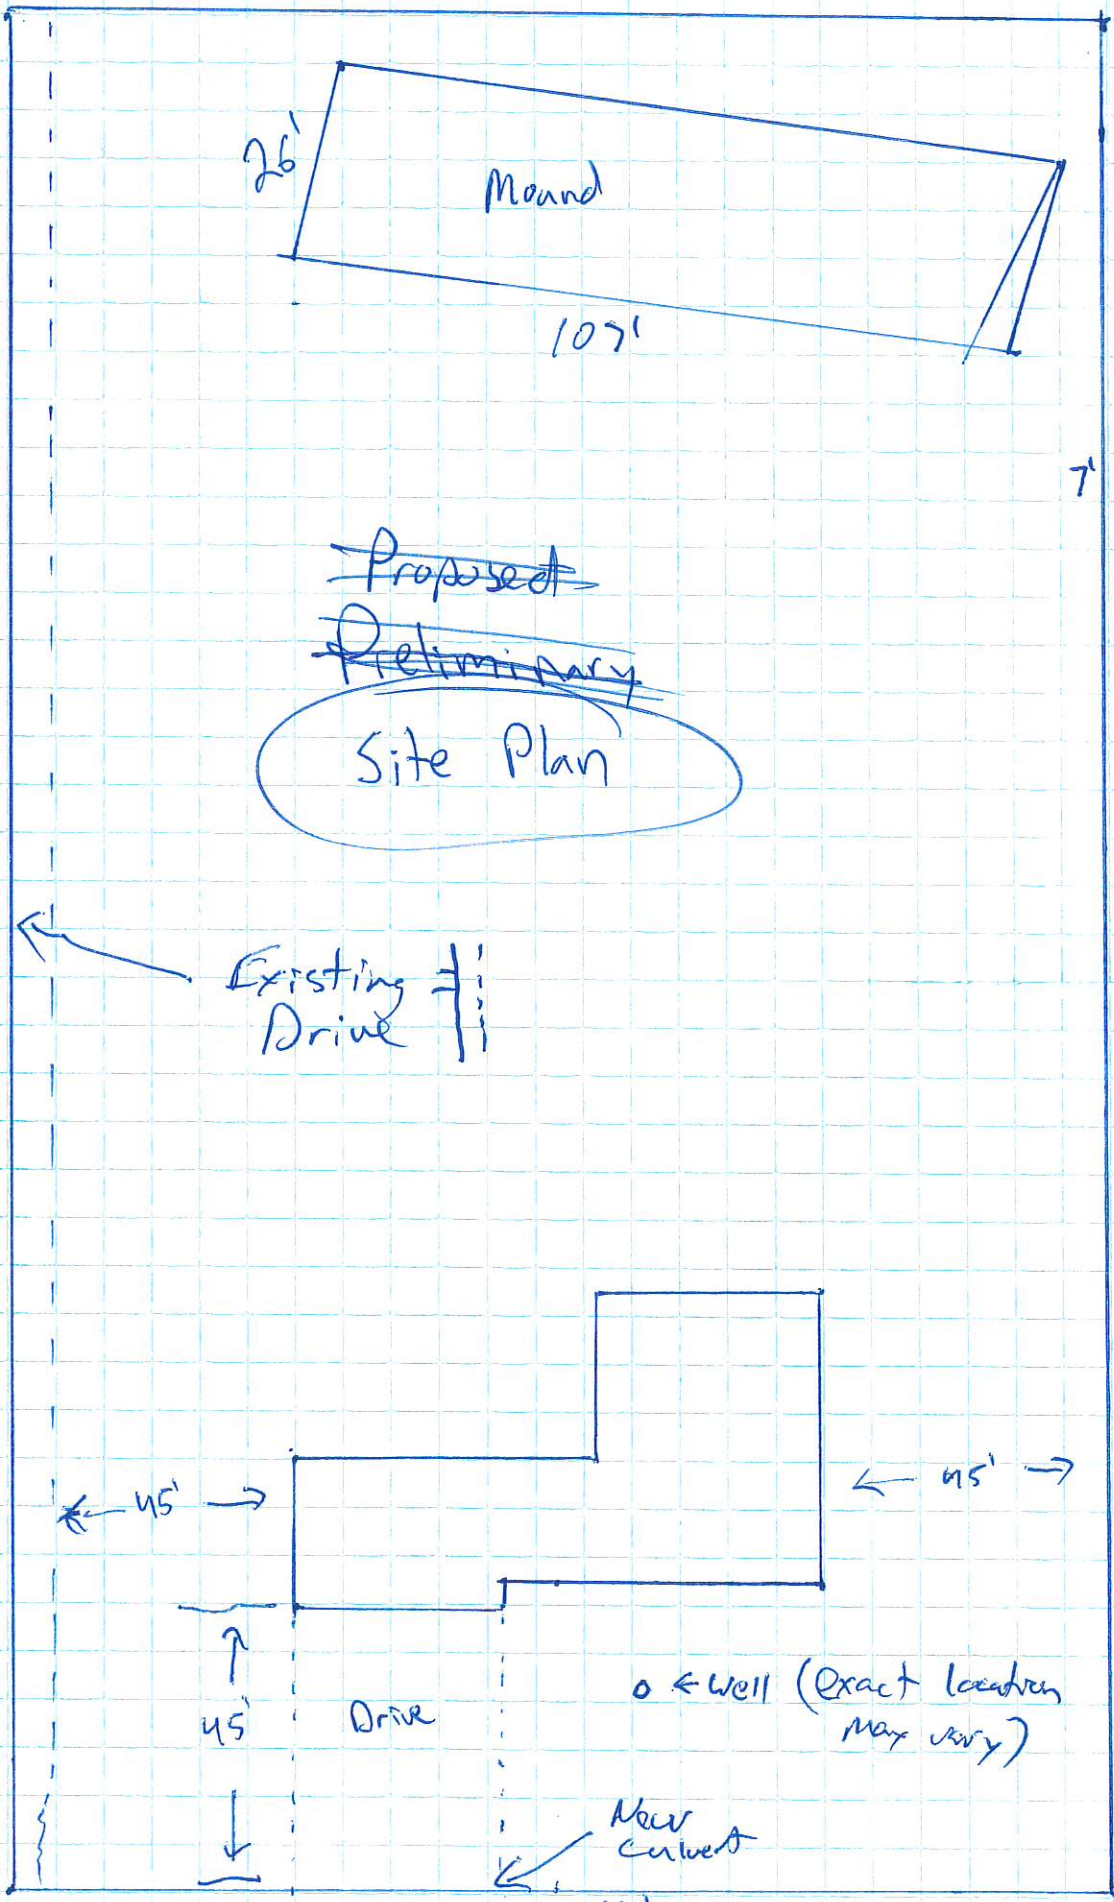 26'
Mound
107'
7'
Proposed
Preliminary
Site Plan
Existing
Drive
45'
45'
45'
Drive
Well (Exact location
may vary)
New
Culvert